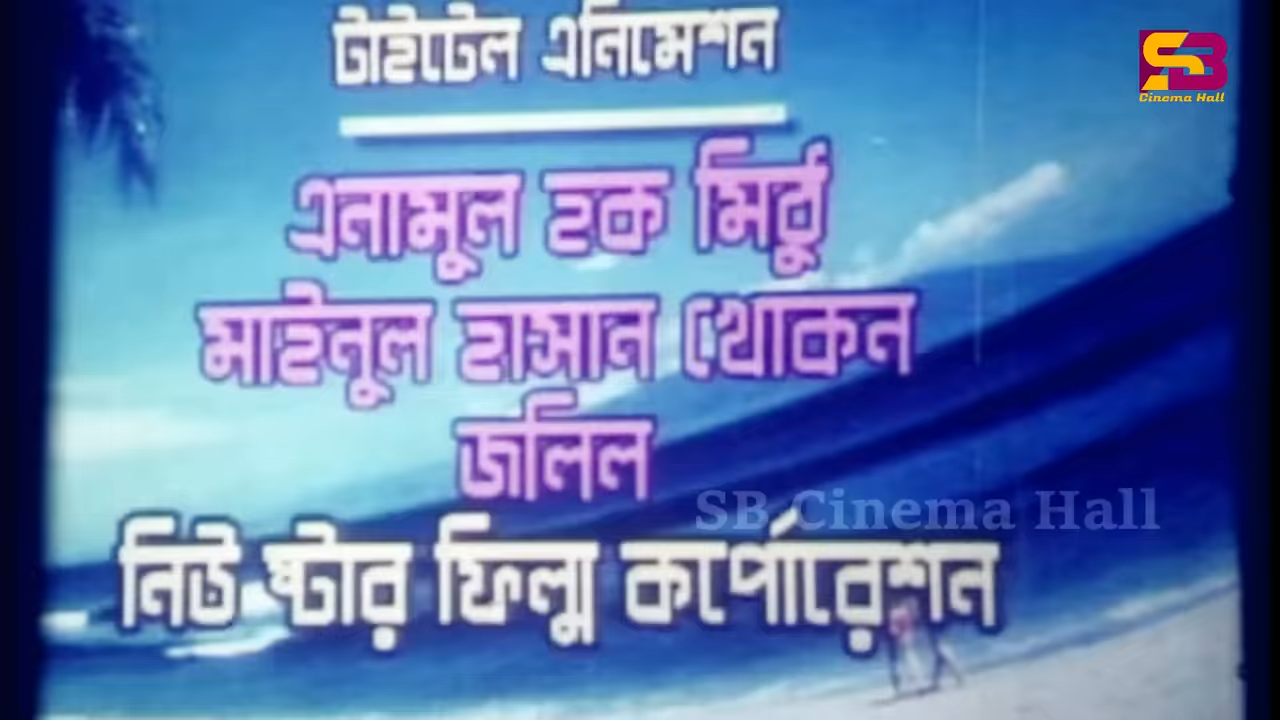 টাইটেল এনিমেশন
SB
Cinema Hall
এনামুল হক মিঠু
মাইনুল হাসান খোকন
জলিল
SB Cinema Hall
নিউ ষ্টার ফিল্ম কর্পোরেশন